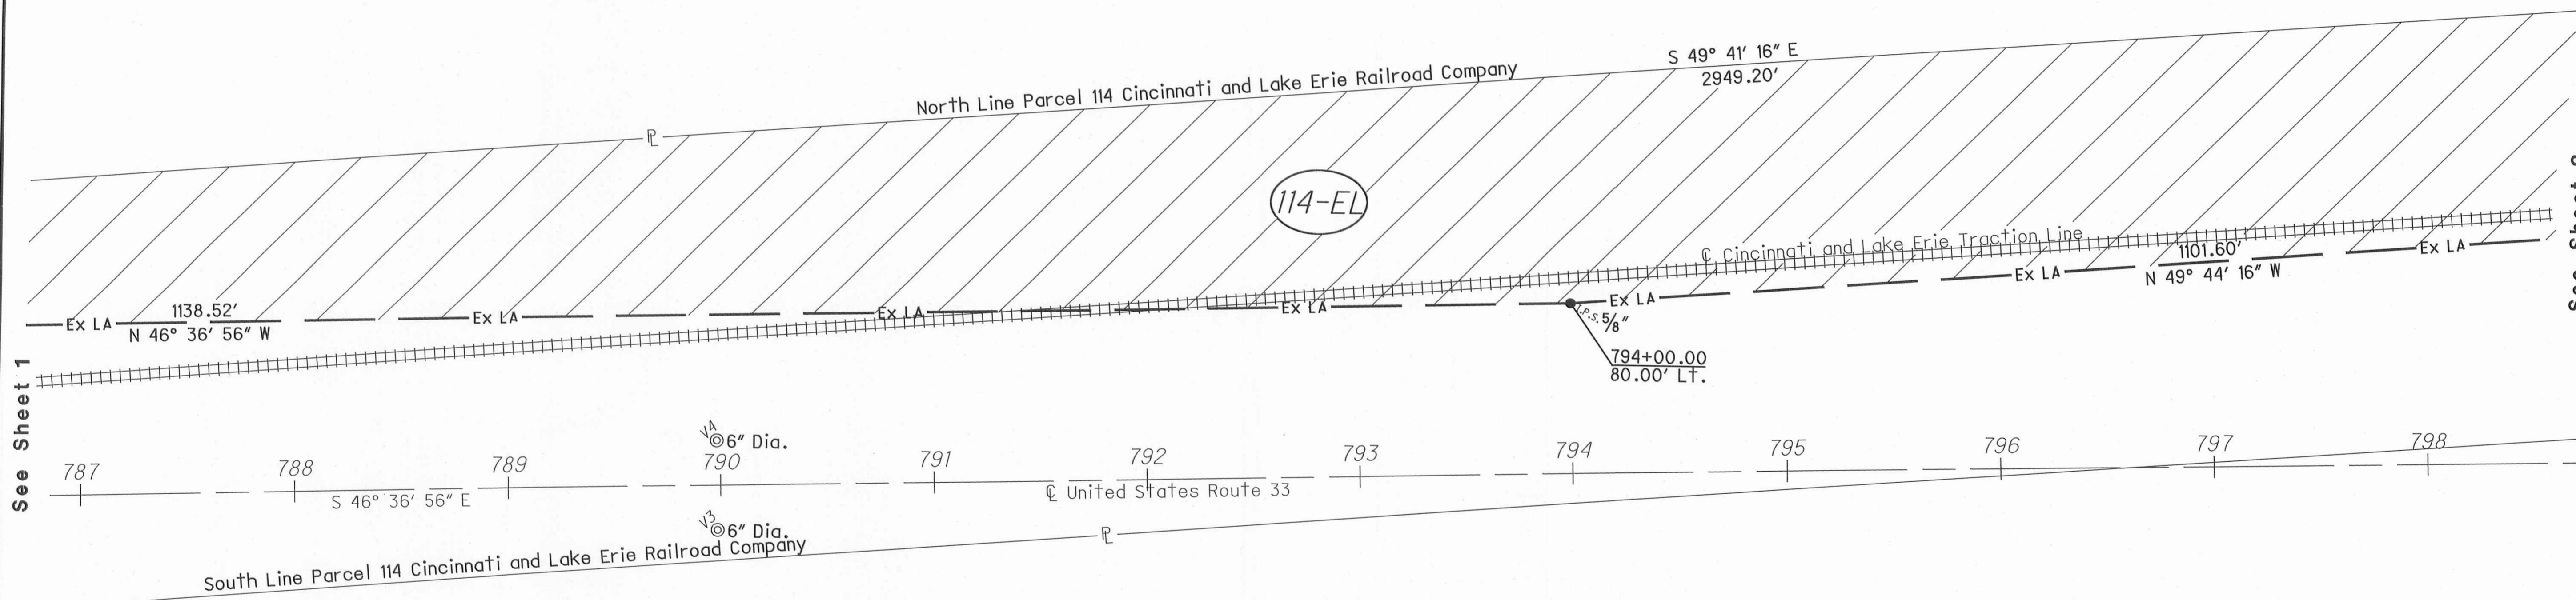 S 49° 41′ 16″ E
2949.20′
North Line Parcel 114 Cincinnati and Lake Erie Railroad Company
PL
114-EL
CL Cincinnati and Lake Erie Traction Line
1101.60′
N 49° 44′ 16″ W
Ex LA
Ex LA
Ex LA
Ex LA
Ex LA
Ex LA
Ex LA
1138.52′
N 46° 36′ 56″ W
I.P.S. 5/8″
794+00.00
80.00′ Lt.
See Sheet 1
V4
6″ Dia.
787 788 789 790 791 792 793 794 795 796 797 798
S 46° 36′ 56″ E
CL United States Route 33
V3
6″ Dia.
PL
South Line Parcel 114 Cincinnati and Lake Erie Railroad Company